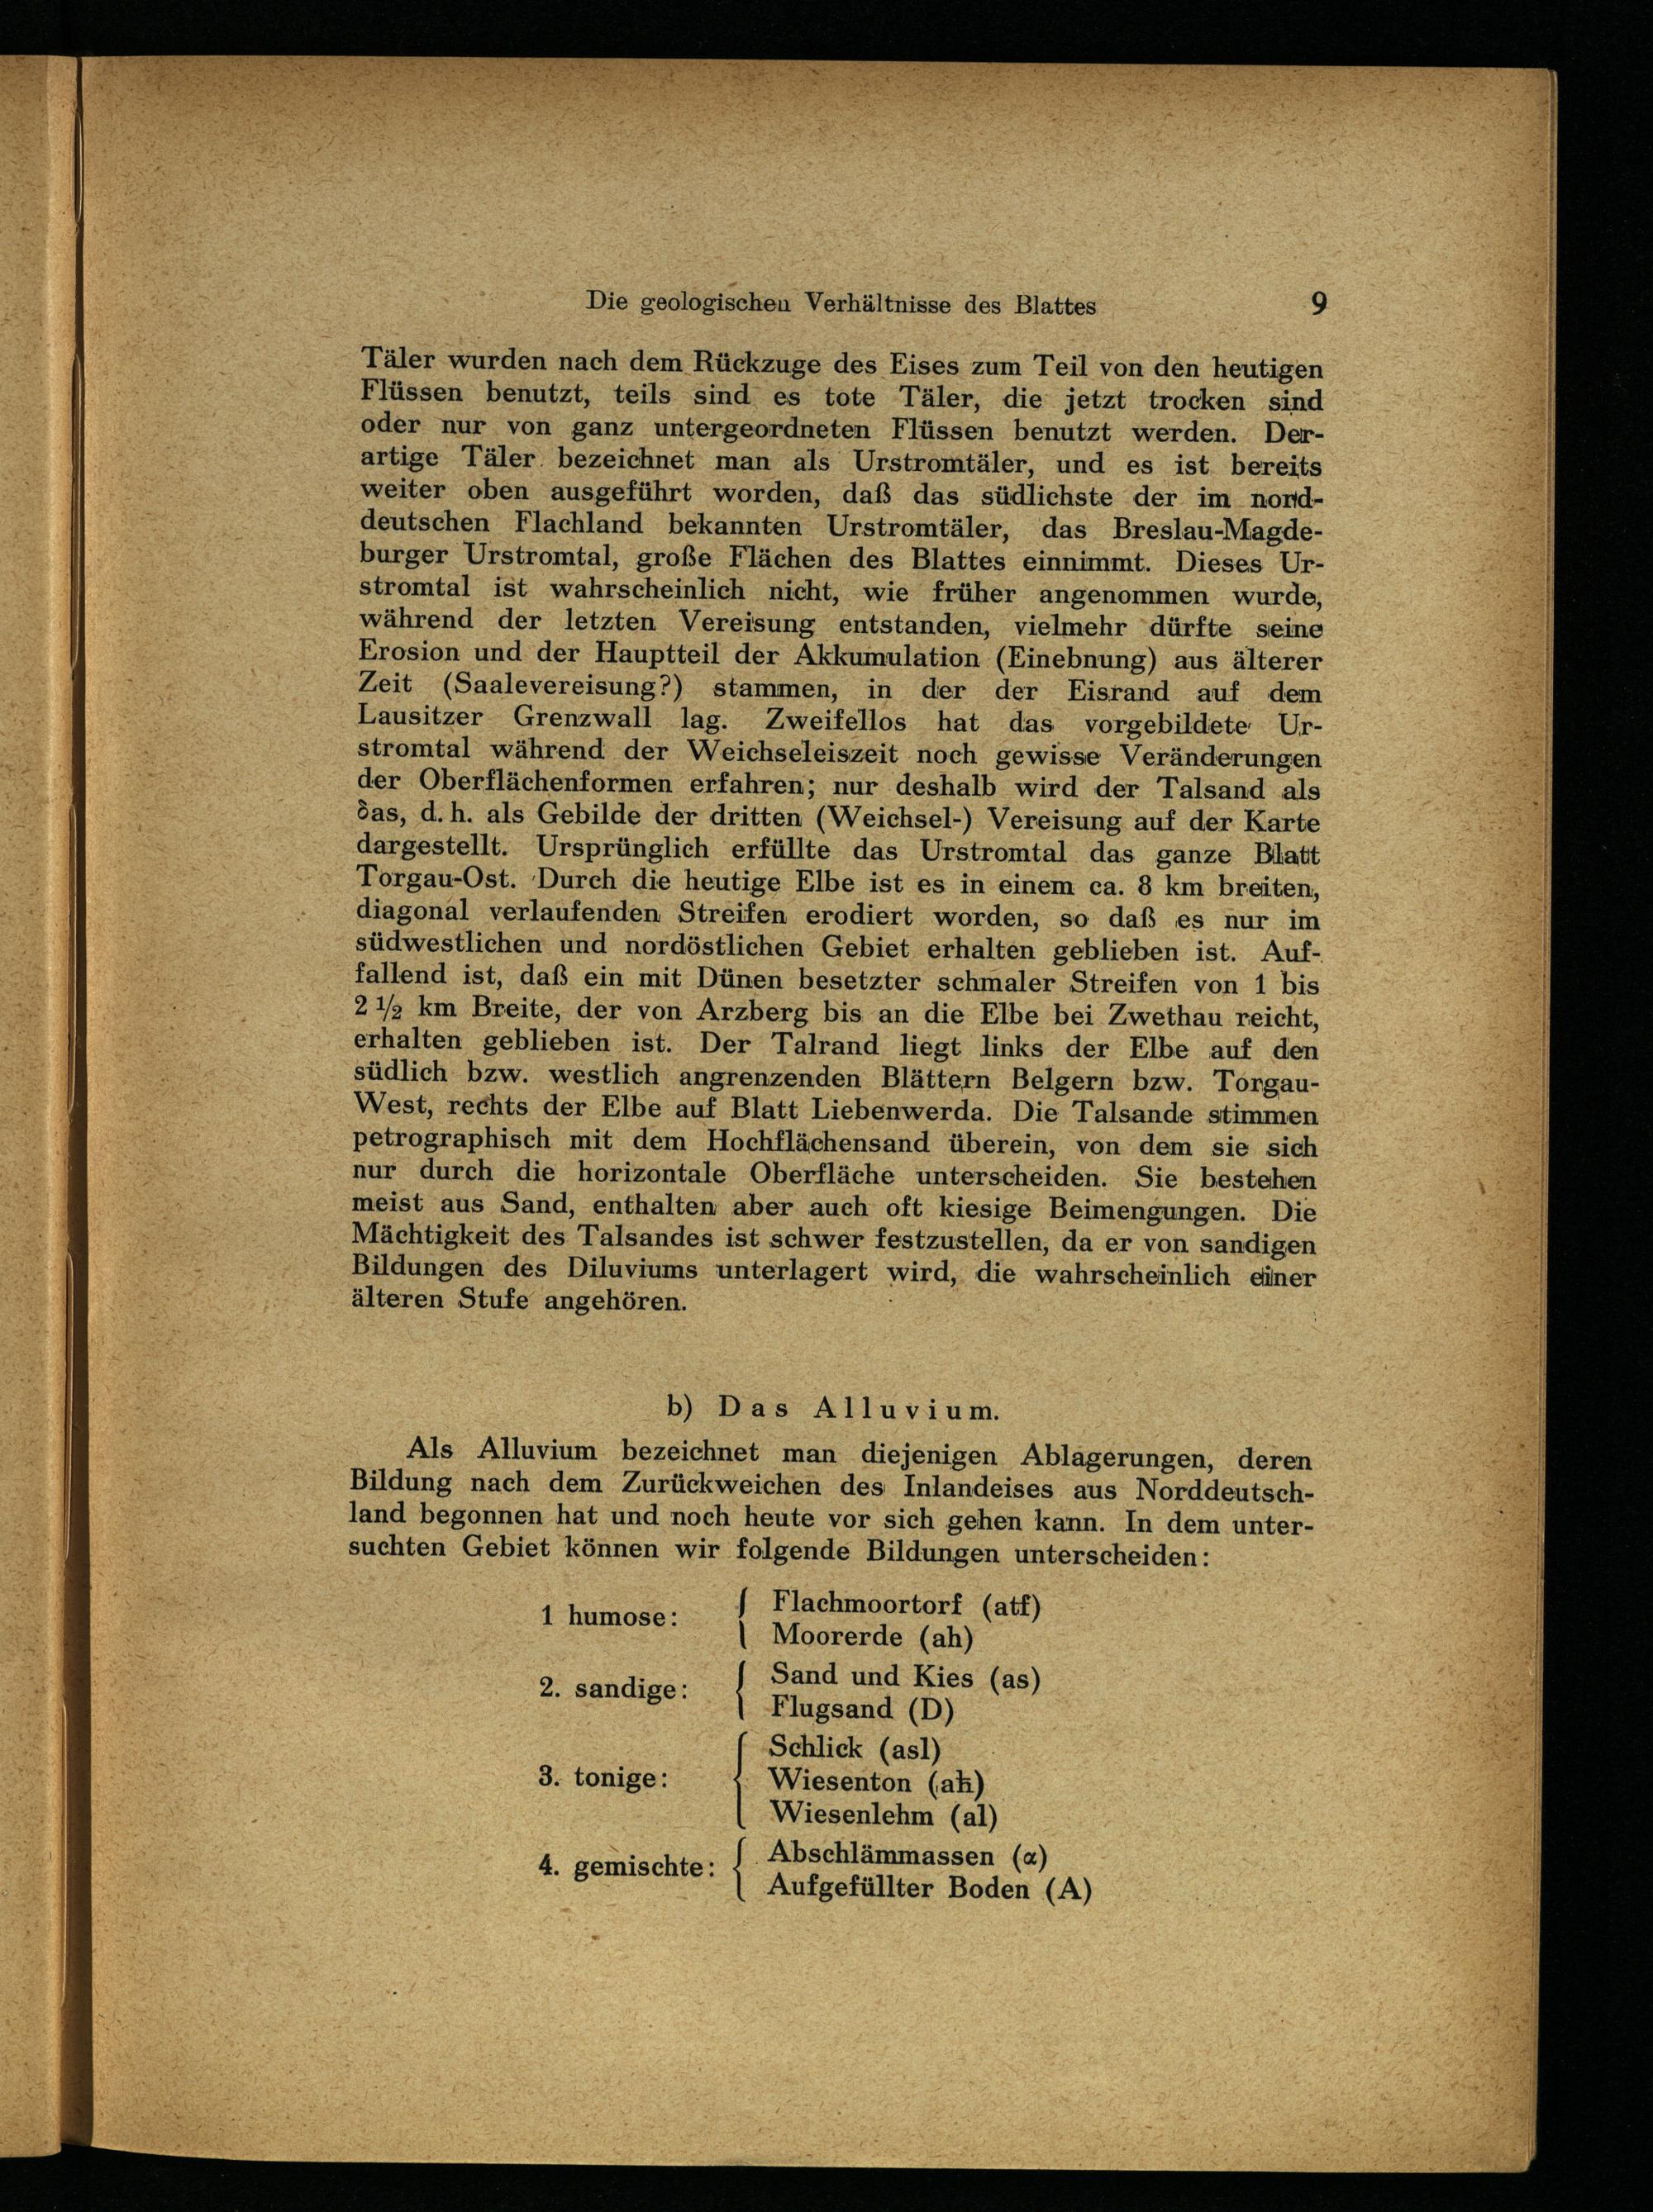 Die geologischen Verhältnisse des Blattes 9
Täler wurden nach dem Rückzuge des Eises zum Teil von den heutigen
Flüssen benutzt, teils sind es tote Täler, die jetzt trocken sind
oder nur von ganz untergeordneten Flüssen benutzt werden. Der-
artige Täler bezeichnet man als Urstromtäler, und es ist bereits
weiter oben ausgeführt worden, daß das südlichste der im nord-
deutschen Flachland bekannten Urstromtäler, das Breslau-Magde-
burger Urstromtal, große Flächen des Blattes einnimmt. Dieses Ur-
stromtal ist wahrscheinlich nicht, wie früher angenommen wurde,
während der letzten Vereisung entstanden, vielmehr dürfte seine
Erosion und der Hauptteil der Akkumulation (Einebnung) aus älterer
Zeit (Saalevereisung?) stammen, in der der Eisrand auf dem
Lausitzer Grenzwall lag. Zweifellos hat das vorgebildete Ur-
stromtal während der Weichseleiszeit noch gewisse Veränderungen
der Oberflächenformen erfahren; nur deshalb wird der Talsand als
δas, d. h. als Gebilde der dritten (Weichsel-) Vereisung auf der Karte
dargestellt. Ursprünglich erfüllte das Urstromtal das ganze Blatt
Torgau-Ost. Durch die heutige Elbe ist es in einem ca. 8 km breiten,
diagonal verlaufenden Streifen erodiert worden, so daß es nur im
südwestlichen und nordöstlichen Gebiet erhalten geblieben ist. Auf-
fallend ist, daß ein mit Dünen besetzter schmaler Streifen von 1 bis
2 ½ km Breite, der von Arzberg bis an die Elbe bei Zwethau reicht,
erhalten geblieben ist. Der Talrand liegt links der Elbe auf den
südlich bzw. westlich angrenzenden Blättern Belgern bzw. Torgau-
West, rechts der Elbe auf Blatt Liebenwerda. Die Talsande stimmen
petrographisch mit dem Hochflächensand überein, von dem sie sich
nur durch die horizontale Oberfläche unterscheiden. Sie bestehen
meist aus Sand, enthalten aber auch oft kiesige Beimengungen. Die
Mächtigkeit des Talsandes ist schwer festzustellen, da er von sandigen
Bildungen des Diluviums unterlagert wird, die wahrscheinlich einer
älteren Stufe angehören.
b) Das Alluvium.
Als Alluvium bezeichnet man diejenigen Ablagerungen, deren
Bildung nach dem Zurückweichen des Inlandeises aus Norddeutsch-
land begonnen hat und noch heute vor sich gehen kann. In dem unter-
suchten Gebiet können wir folgende Bildungen unterscheiden:
1 humose:
Flachmoortorf (atf)
Moorerde (ah)
2. sandige:
Sand und Kies (as)
Flugsand (D)
3. tonige:
Schlick (asl)
Wiesenton (aħ)
Wiesenlehm (al)
4. gemischte:
Abschlämmassen (α)
Aufgefüllter Boden (A)